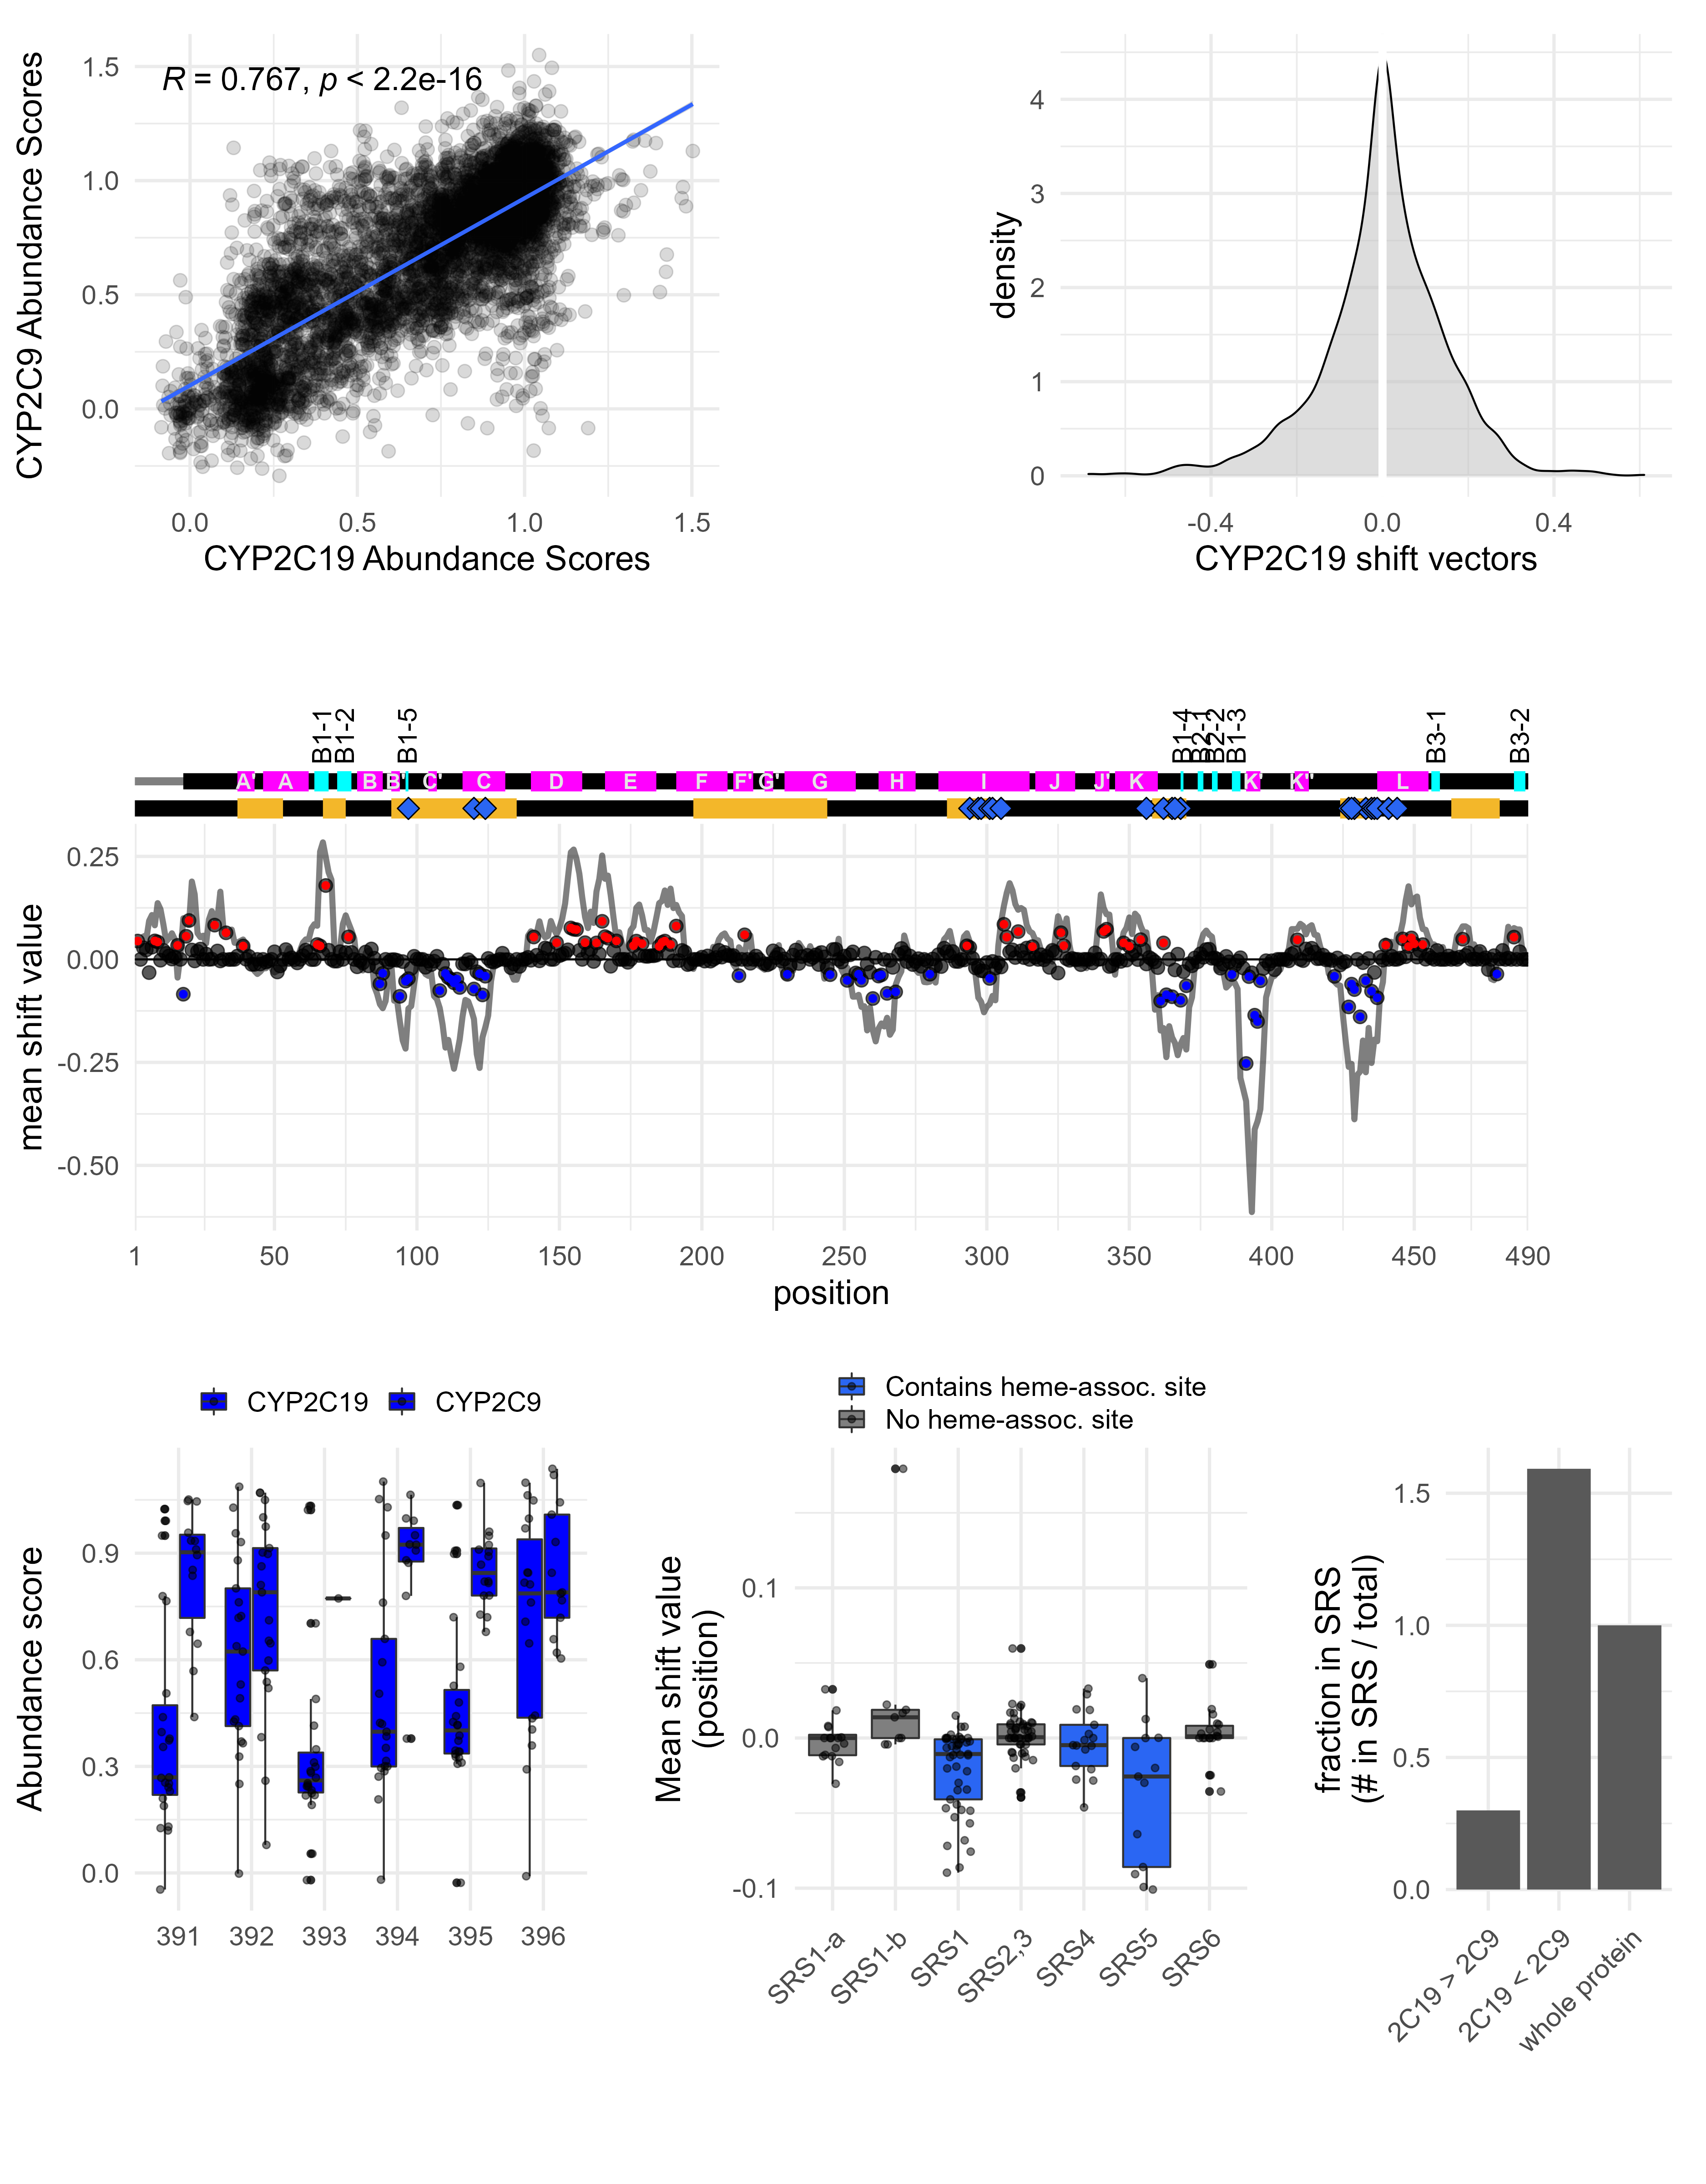 R = 0.767, p < 2.2e-16
CYP2C9 Abundance Scores
1.5
1.0
0.5
0.0
0.0 0.5 1.0 1.5
CYP2C19 Abundance Scores
density
4
3
2
1
0
-0.4 0.0 0.4
CYP2C19 shift vectors
B1-1 B1-2 B1-5 B1-4 B2-1 B2-2 B1-3 B3-1 B3-2
A' A B B' C' C D E F F' G' G H I J J' K K' K" L
mean shift value
0.25
0.00
-0.25
-0.50
1 50 100 150 200 250 300 350 400 450 490
position
CYP2C19 CYP2C9
Abundance score
0.9
0.6
0.3
0.0
391 392 393 394 395 396
Contains heme-assoc. site
No heme-assoc. site
Mean shift value
(position)
0.1
0.0
-0.1
SRS1-a SRS1-b SRS1 SRS2,3 SRS4 SRS5 SRS6
fraction in SRS
(# in SRS / total)
1.5
1.0
0.5
0.0
2C19 > 2C9
2C19 < 2C9
whole protein